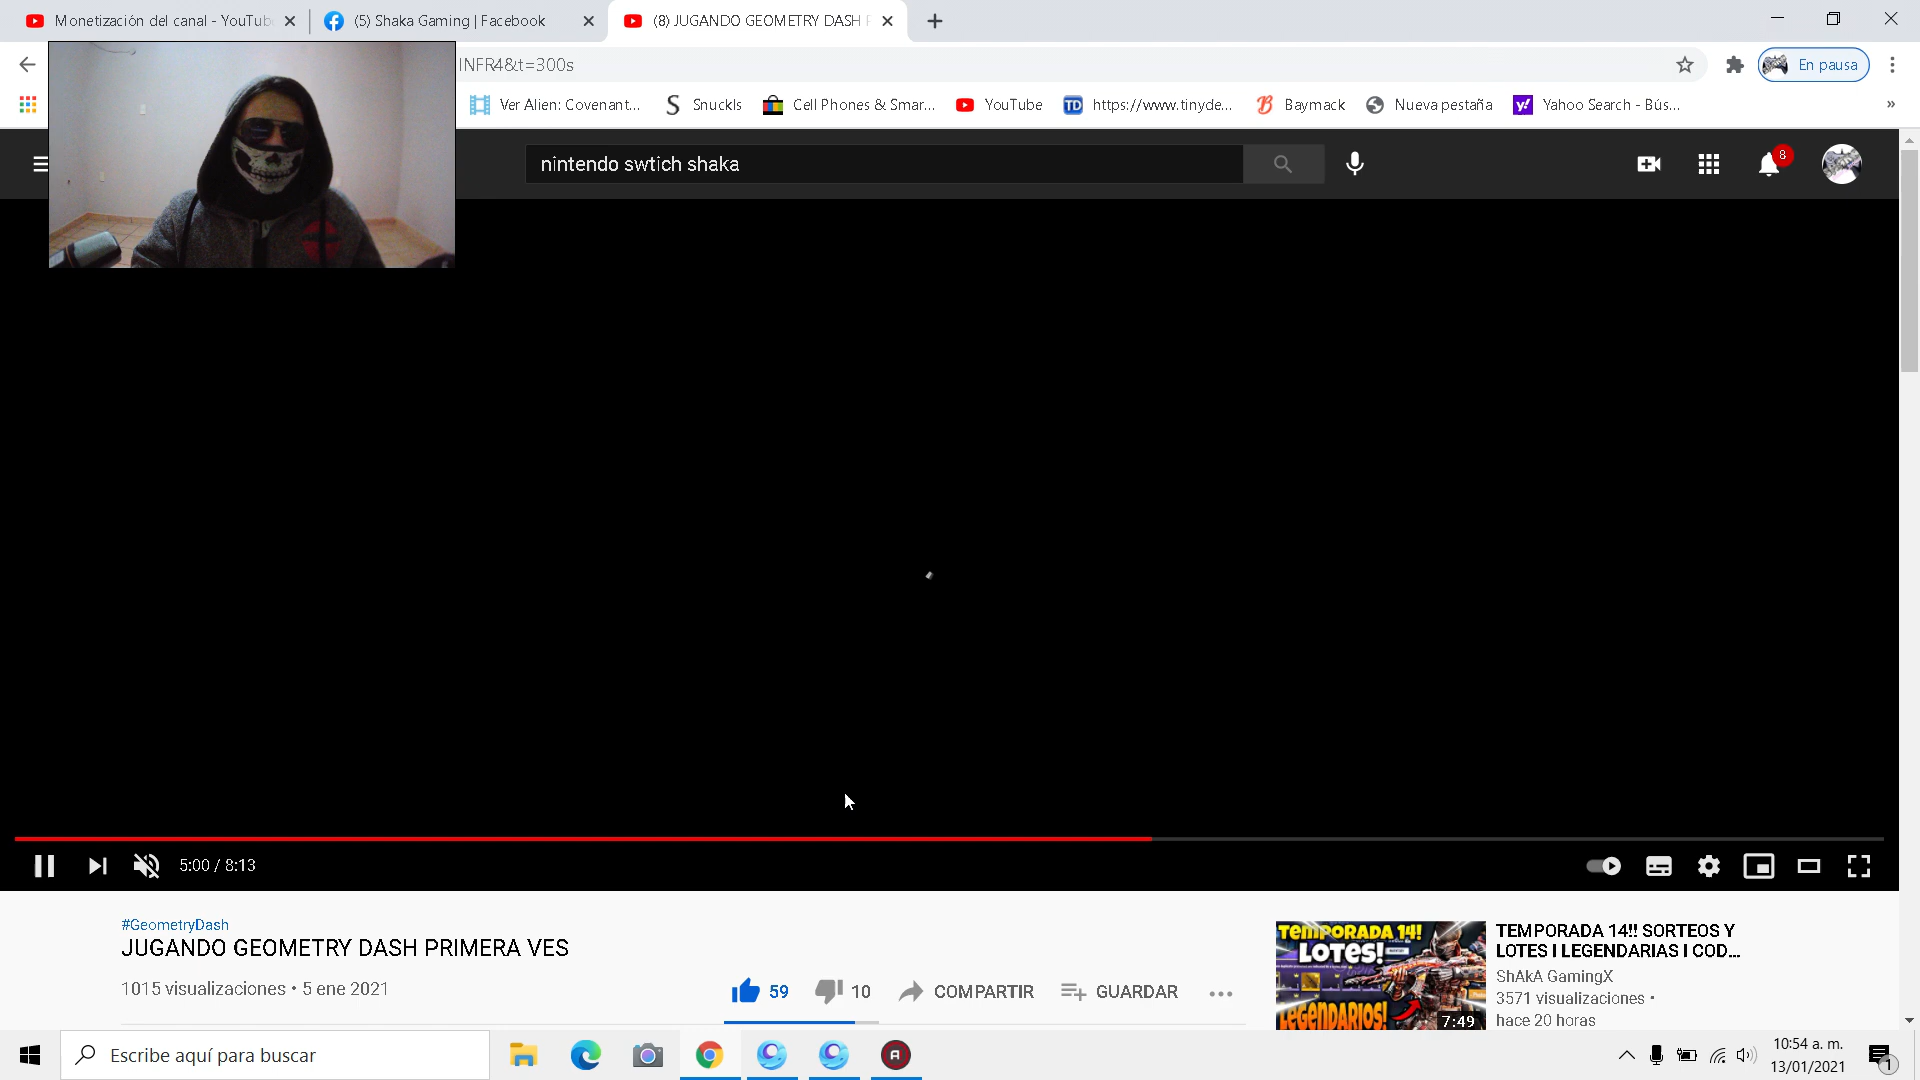 Monetización del canal - YouTub
(5) Shaka Gaming | Facebook
(8) JUGANDO GEOMETRY DASH P
INFR4&t=300s
En pausa
Ver Alien: Covenant...
Snuckls
Cell Phones & Smar...
YouTube
TD
https://www.tinyde...
Baymack
Nueva pestaña
Yahoo Search - Bús...
nintendo swtich shaka
8
5:00 / 8:13
#GeometryDash
JUGANDO GEOMETRY DASH PRIMERA VES
1015 visualizaciones • 5 ene 2021
59
10
COMPARTIR
GUARDAR
TEMPORADA 14!
LOTES!
LEGENDARIOS!
7:49
TEMPORADA 14!! SORTEOS Y
LOTES I LEGENDARIAS I COD...
ShAkA GamingX
3571 visualizaciones •
hace 20 horas
Escribe aquí para buscar
10:54 a. m.
13/01/2021
1